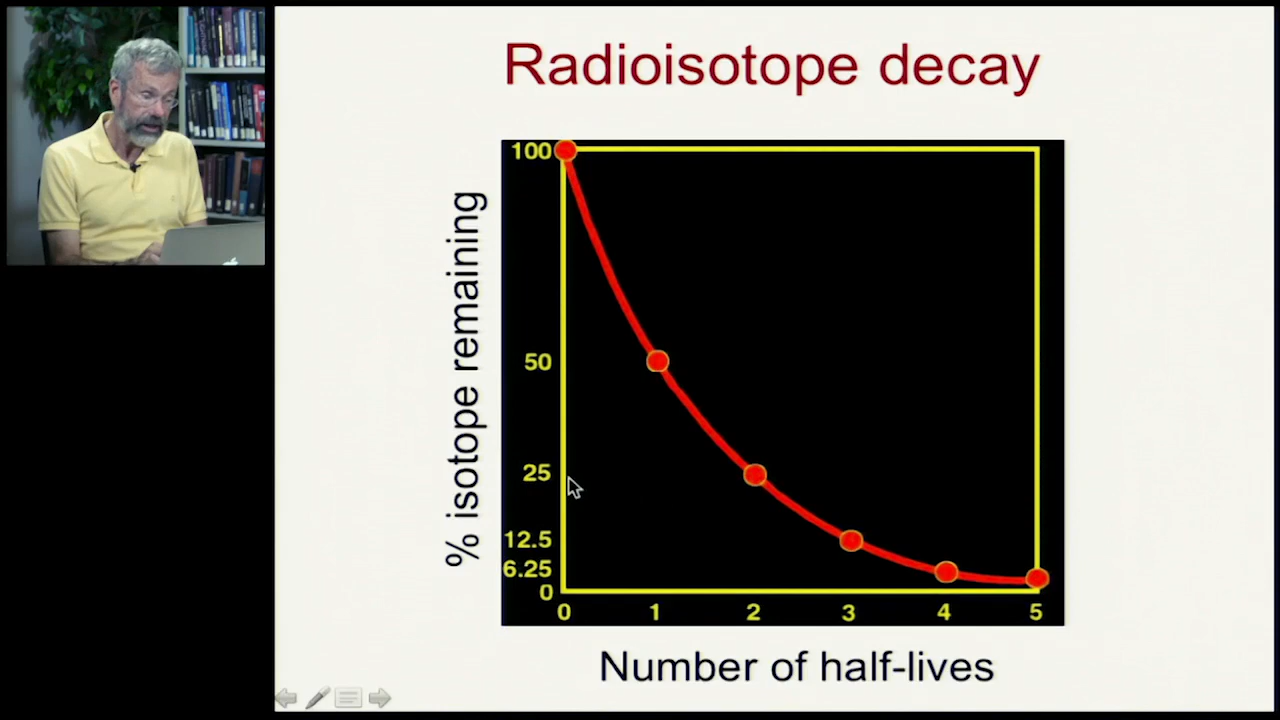 Radioisotope decay
% isotope remaining
100
50
25
12.5
6.25
0
0 1 2 3 4 5
Number of half-lives